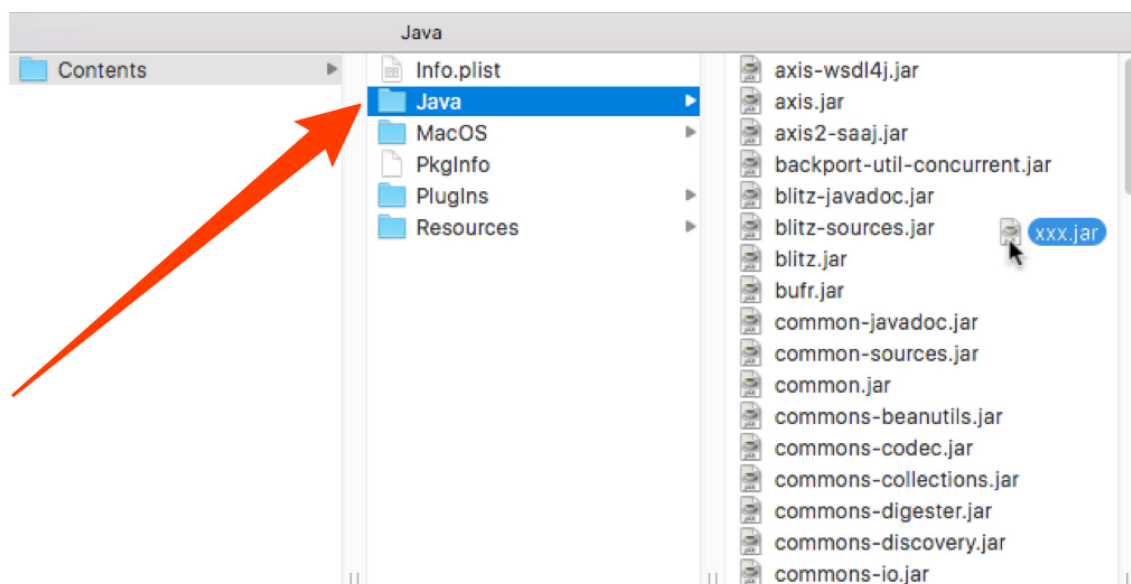 Java
Contents
Info.plist
Java
MacOS
PkgInfo
PlugIns
Resources
axis-wsdl4j.jar
axis.jar
axis2-saaj.jar
backport-util-concurrent.jar
blitz-javadoc.jar
blitz-sources.jar
xxx.jar
blitz.jar
bufr.jar
common-javadoc.jar
common-sources.jar
common.jar
commons-beanutils.jar
commons-codec.jar
commons-collections.jar
commons-digester.jar
commons-discovery.jar
commons-io.jar